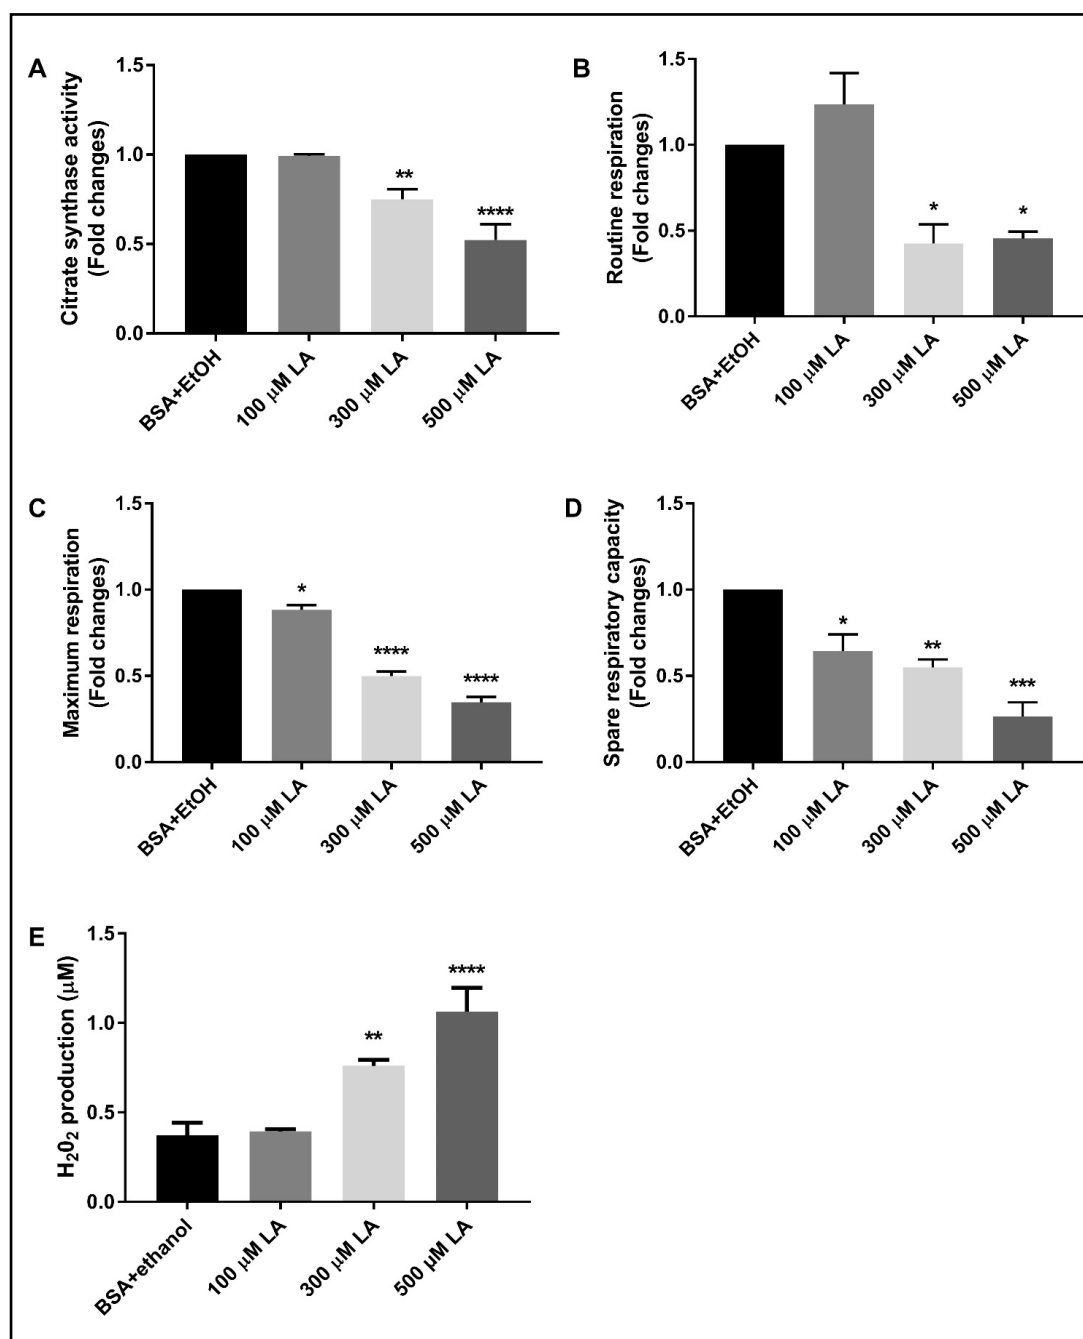 A
Citrate synthase activity
(Fold changes)
1.5
1.0
0.5
0.0
**
****
BSA+EtOH
100 μM LA
300 μM LA
500 μM LA
B
Routine respiration
(Fold changes)
1.5
1.0
0.5
0.0
*
*
BSA+EtOH
100 μM LA
300 μM LA
500 μM LA
C
Maximum respiration
(Fold changes)
1.5
1.0
0.5
0.0
*
****
****
BSA+EtOH
100 μM LA
300 μM LA
500 μM LA
D
Spare respiratory capacity
(Fold changes)
1.5
1.0
0.5
0.0
*
**
***
BSA+EtOH
100 μM LA
300 μM LA
500 μM LA
E
H₂0₂ production (μM)
1.5
1.0
0.5
0.0
**
****
BSA+ethanol
100 μM LA
300 μM LA
500 μM LA